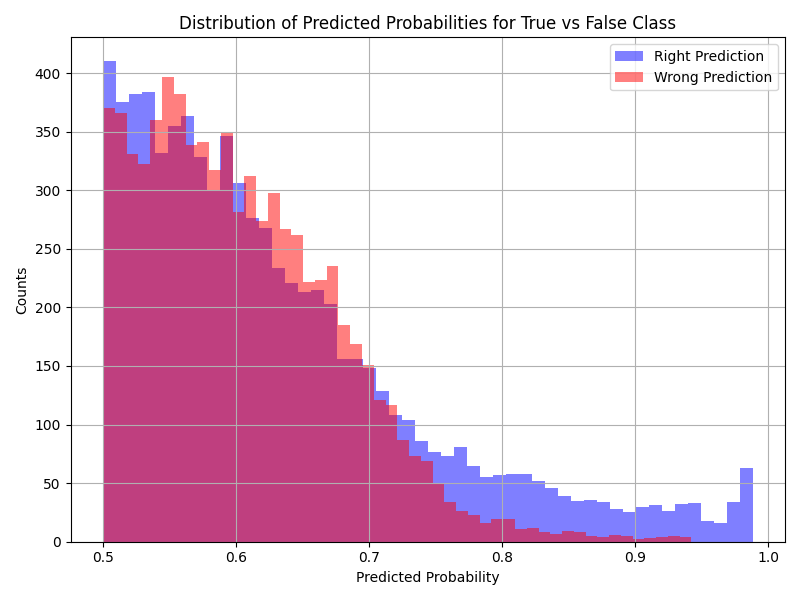 Distribution of Predicted Probabilities for True vs False Class
Right Prediction
Wrong Prediction
Counts
400
350
300
250
200
150
100
50
0
0.5 0.6 0.7 0.8 0.9 1.0
Predicted Probability